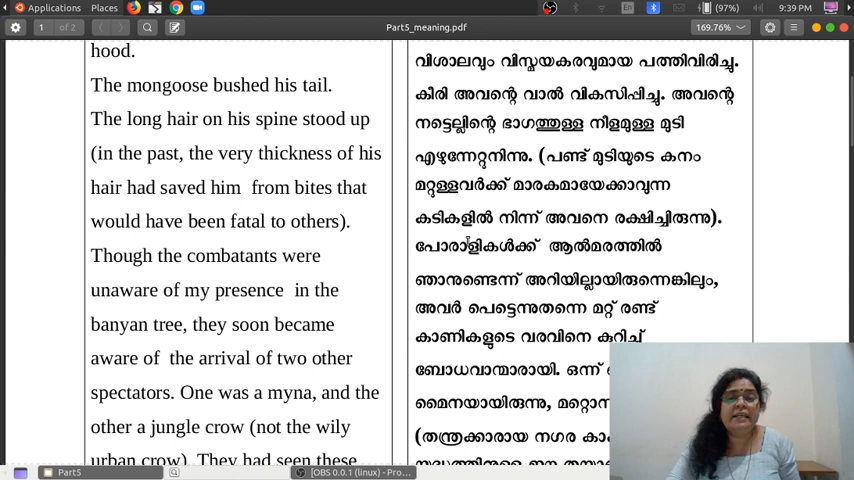 Applications Places En (97%) 9:39 PM
1 of 2 Part5_meaning.pdf 169.76%
hood.
The mongoose bushed his tail.
The long hair on his spine stood up
(in the past, the very thickness of his
hair had saved him from bites that
would have been fatal to others).
Though the combatants were
unaware of my presence in the
banyan tree, they soon became
aware of the arrival of two other
spectators. One was a myna, and the
other a jungle crow (not the wily
urban crow). They had seen these
വിശാലവും വിസ്മയകരവുമായ പത്തിവിരിച്ചു.
കീരി അവന്റെ വാൽ വികസിപ്പിച്ചു. അവന്റെ
നട്ടെല്ലിന്റെ ഭാഗത്തുള്ള നീളമുള്ള മുടി
എഴുന്നേറ്റുനിന്നു. (പണ്ട് മുടിയുടെ കനം
മറ്റുള്ളവർക്ക് മാരകമായേക്കാവുന്ന
കടികളിൽ നിന്ന് അവനെ രക്ഷിച്ചിരുന്നു).
പോരാളികൾക്ക് ആൽമരത്തിൽ
ഞാനുണ്ടെന്ന് അറിയില്ലായിരുന്നെങ്കിലും,
അവർ പെട്ടെന്നുതന്നെ മറ്റ് രണ്ട്
കാണികളുടെ വരവിനെ കുറിച്ച്
ബോധവാന്മാരായി. ഒന്ന്
മൈനയായിരുന്നു,
(തന്ത്രക്കാരായ നഗര
Part5 [OBS 0.0.1 (linux) - Pro...